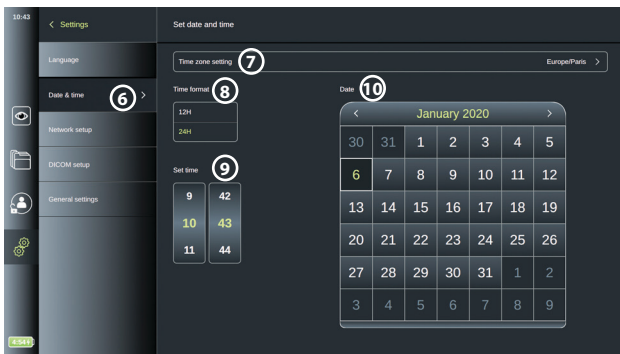 10:43
< Settings
Set date and time
Language
Time zone setting 7 Europe/Paris >
Date & time 6 >
Time format 8
Date 10
12H
24H
Network setup
DICOM setup
General settings
Set time 9
9 42
10 43
11 44
< January 2020 >
30 31 1 2 3 4 5
6 7 8 9 10 11 12
13 14 15 16 17 18 19
20 21 22 23 24 25 26
27 28 29 30 31 1 2
3 4 5 6 7 8 9
4:54+